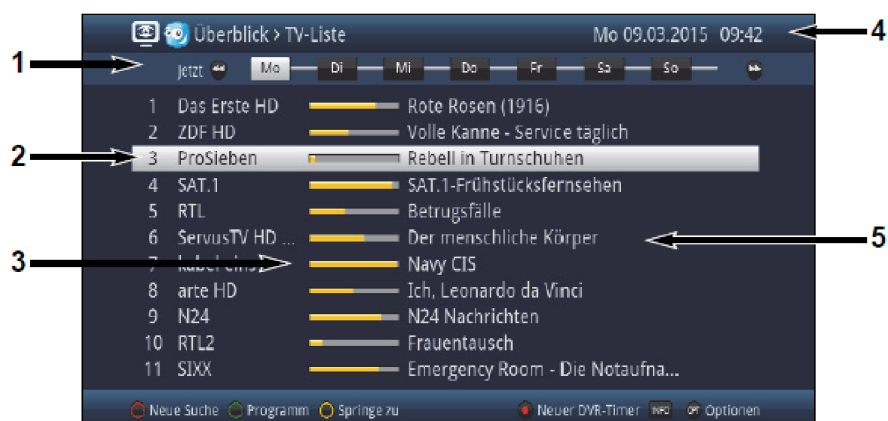 Überblick > TV-Liste Mo 09.03.2015 09:42 4
1 Jetzt Mo Di Mi Do Fr Sa So
1 Das Erste HD Rote Rosen (1916)
2 ZDF HD Volle Kanne - Service täglich
2 3 ProSieben Rebell in Turnschuhen
4 SAT.1 SAT.1-Frühstücksfernsehen
5 RTL Betrugsfälle
6 ServusTV HD ... Der menschliche Körper 5
3 7 kabel eins Navy CIS
8 arte HD Ich, Leonardo da Vinci
9 N24 N24 Nachrichten
10 RTL2 Frauentausch
11 SIXX Emergency Room - Die Notaufna...
Neue Suche Programm Springe zu Neuer DVR-Timer INFO OPT Optionen